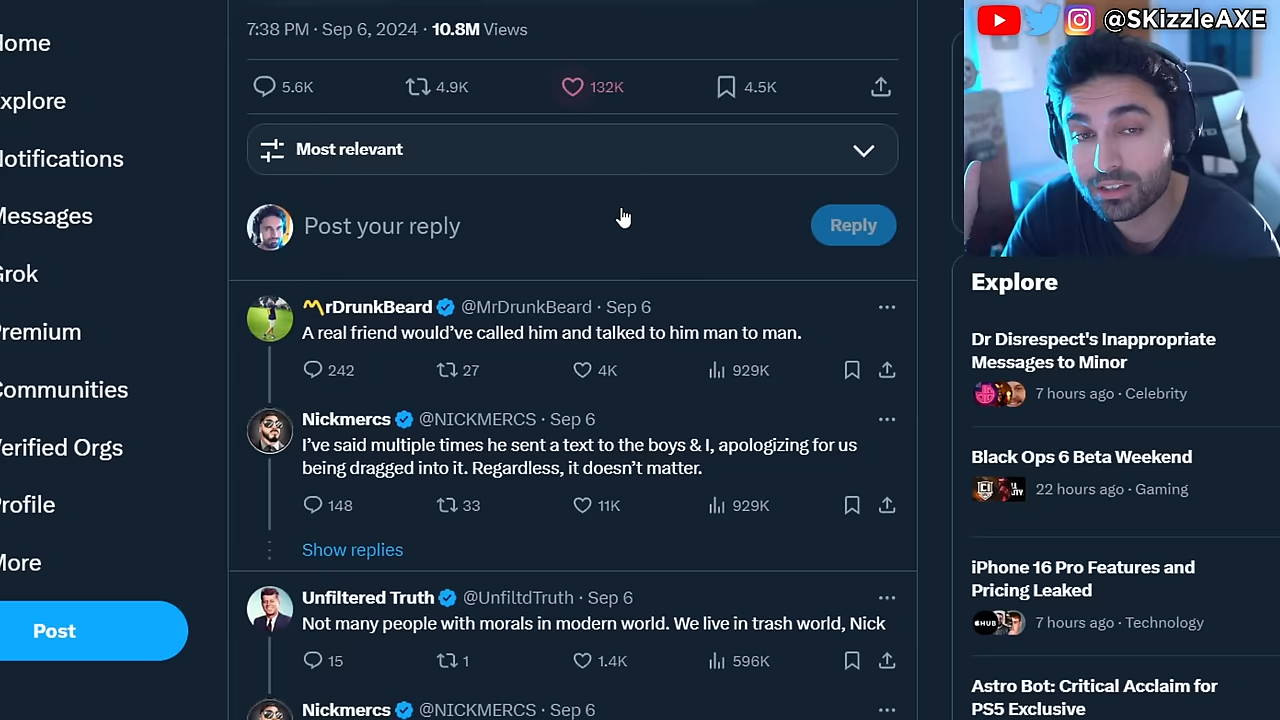 7:38 PM · Sep 6, 2024 · 10.8M Views
5.6K 4.9K 132K 4.5K
Most relevant
Post your reply
Reply
rDrunkBeard @MrDrunkBeard · Sep 6
A real friend would've called him and talked to him man to man.
242 27 4K 929K
Nickmercs @NICKMERCS · Sep 6
I've said multiple times he sent a text to the boys & I, apologizing for us
being dragged into it. Regardless, it doesn't matter.
148 33 11K 929K
Show replies
Unfiltered Truth @UnfiltdTruth · Sep 6
Not many people with morals in modern world. We live in trash world, Nick
15 1 1.4K 596K
Nickmercs @NICKMERCS · Sep 6
ome
xplore
otifications
essages
rok
remium
ommunities
erified Orgs
rofile
ore
Post
@SKizzleAXE
Explore
Dr Disrespect's Inappropriate
Messages to Minor
7 hours ago · Celebrity
Black Ops 6 Beta Weekend
22 hours ago · Gaming
iPhone 16 Pro Features and
Pricing Leaked
7 hours ago · Technology
Astro Bot: Critical Acclaim for
PS5 Exclusive